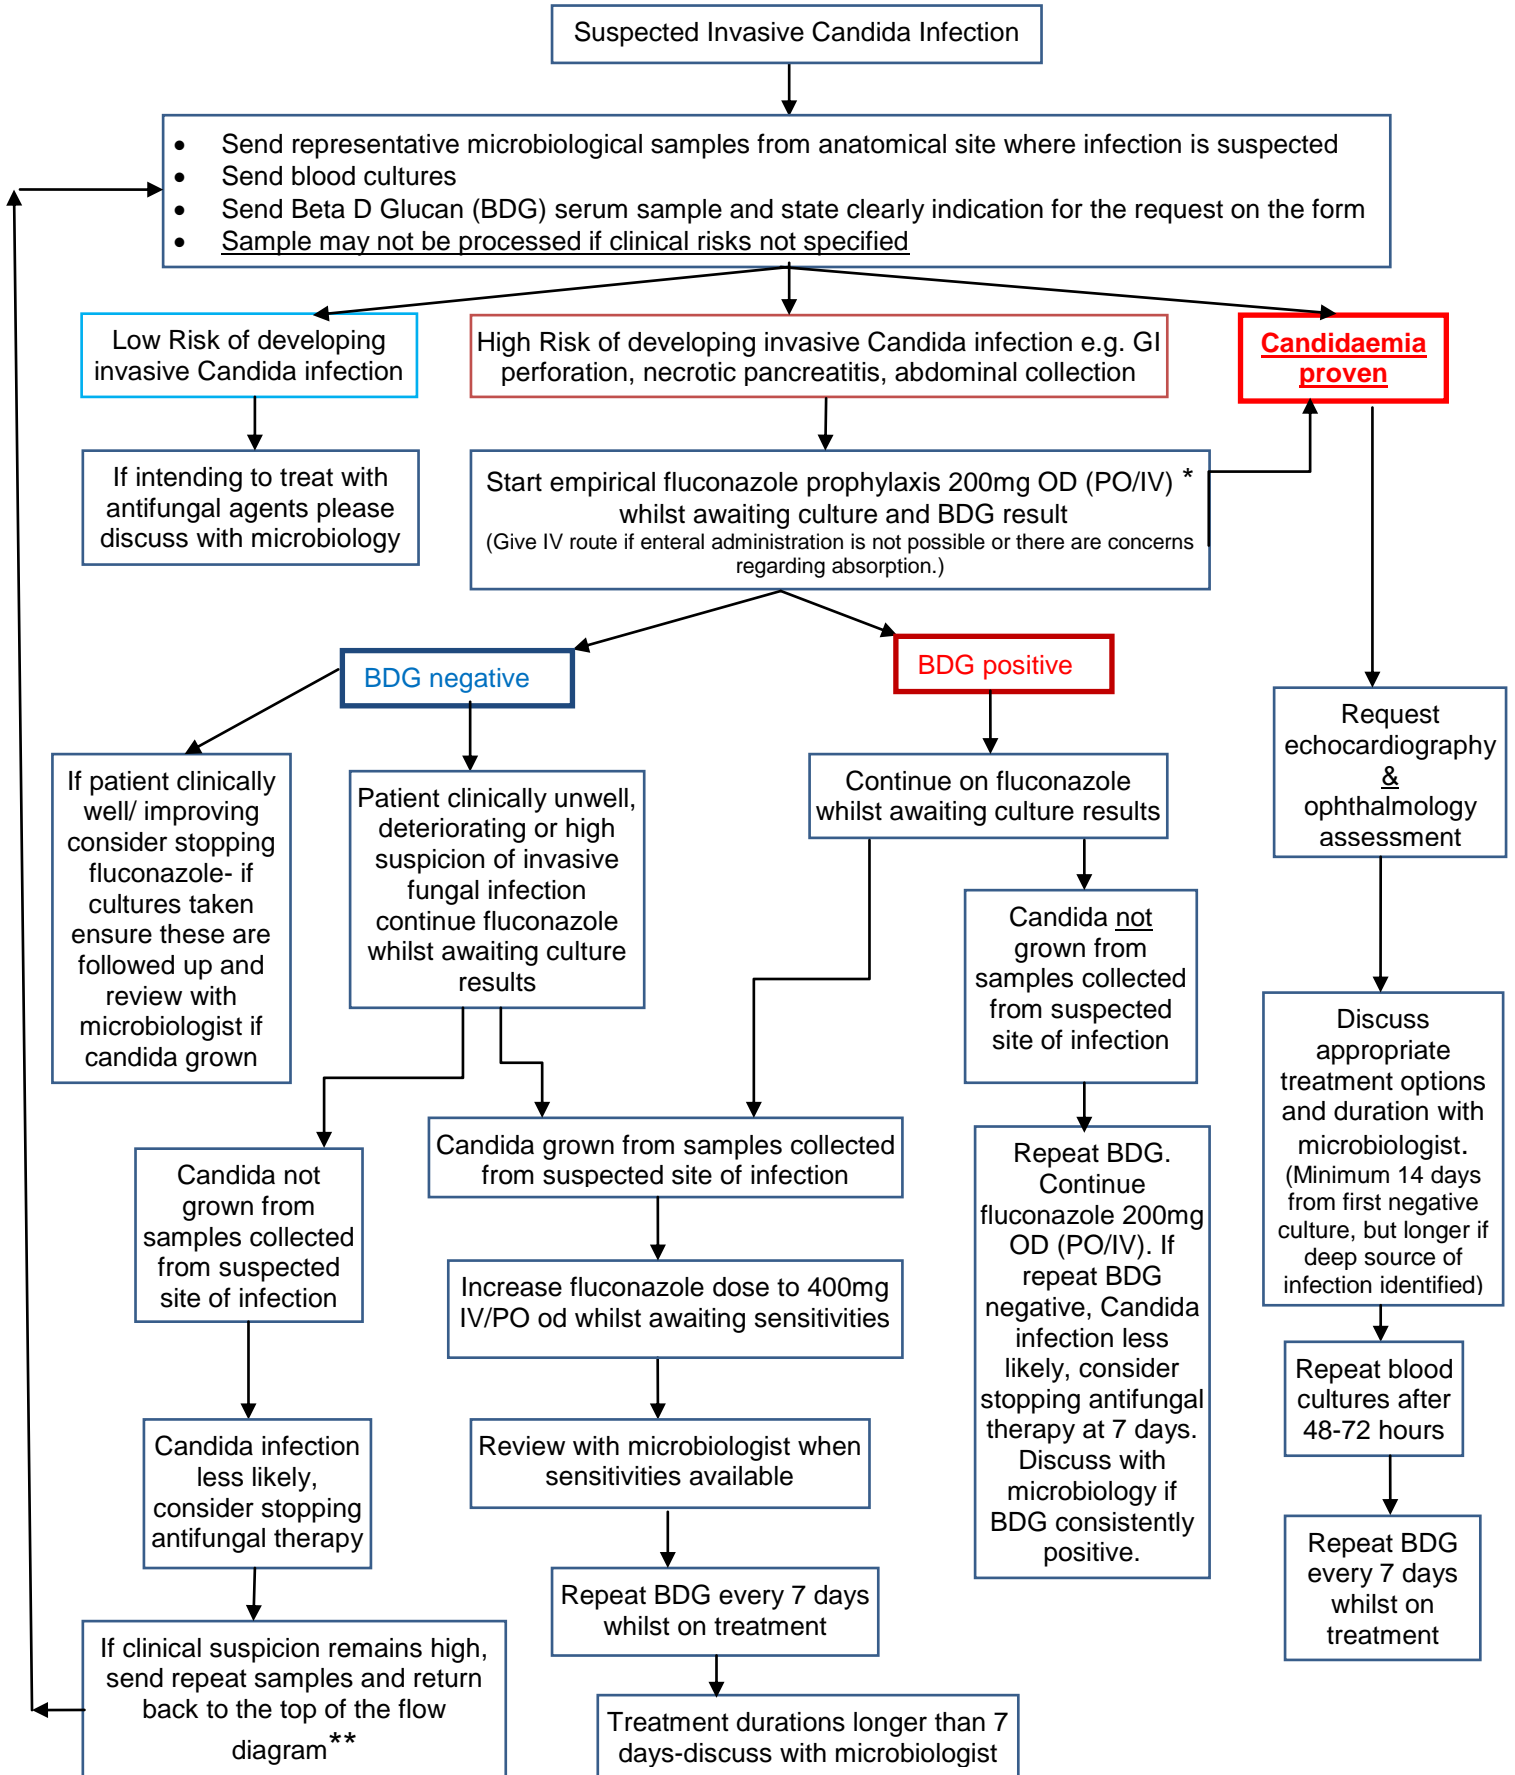 Suspected Invasive Candida Infection
• Send representative microbiological samples from anatomical site where infection is suspected
• Send blood cultures
• Send Beta D Glucan (BDG) serum sample and state clearly indication for the request on the form
• Sample may not be processed if clinical risks not specified
Low Risk of developing
invasive Candida infection
High Risk of developing invasive Candida infection e.g. GI
perforation, necrotic pancreatitis, abdominal collection
Candidaemia
proven
If intending to treat with
antifungal agents please
discuss with microbiology
Start empirical fluconazole prophylaxis 200mg OD (PO/IV) *
whilst awaiting culture and BDG result
(Give IV route if enteral administration is not possible or there are concerns
regarding absorption.)
BDG negative
BDG positive
Request
echocardiography
&
ophthalmology
assessment
If patient clinically
well/ improving
consider stopping
fluconazole- if
cultures taken
ensure these are
followed up and
review with
microbiologist if
candida grown
Patient clinically unwell,
deteriorating or high
suspicion of invasive
fungal infection
continue fluconazole
whilst awaiting culture
results
Continue on fluconazole
whilst awaiting culture results
Candida not
grown from
samples collected
from suspected
site of infection
Discuss
appropriate
treatment options
and duration with
microbiologist.
(Minimum 14 days
from first negative
culture, but longer if
deep source of
infection identified)
Candida not
grown from
samples collected
from suspected
site of infection
Candida grown from samples collected
from suspected site of infection
Repeat BDG.
Continue
fluconazole 200mg
OD (PO/IV). If
repeat BDG
negative, Candida
infection less
likely, consider
stopping antifungal
therapy at 7 days.
Discuss with
microbiology if
BDG consistently
positive.
Increase fluconazole dose to 400mg
IV/PO od whilst awaiting sensitivities
Repeat blood
cultures after
48-72 hours
Candida infection
less likely,
consider stopping
antifungal therapy
Review with microbiologist when
sensitivities available
Repeat BDG
every 7 days
whilst on
treatment
Repeat BDG every 7 days
whilst on treatment
If clinical suspicion remains high,
send repeat samples and return
back to the top of the flow
diagram**
Treatment durations longer than 7
days-discuss with microbiologist